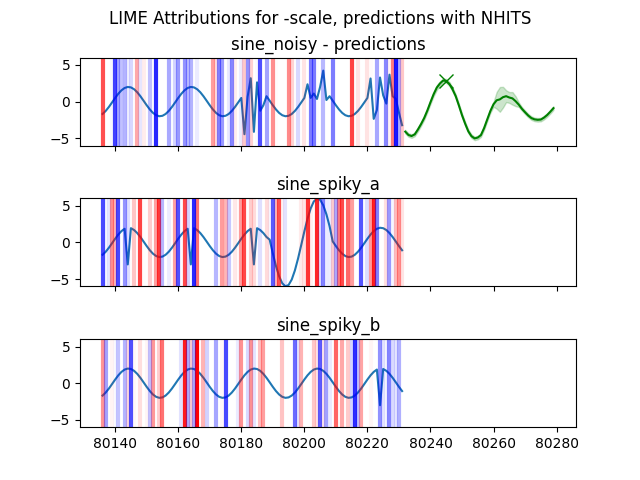 LIME Attributions for -scale, predictions with NHITS
sine_noisy - predictions
5
0
−5
sine_spiky_a
5
0
−5
sine_spiky_b
5
0
−5
80140 80160 80180 80200 80220 80240 80260 80280